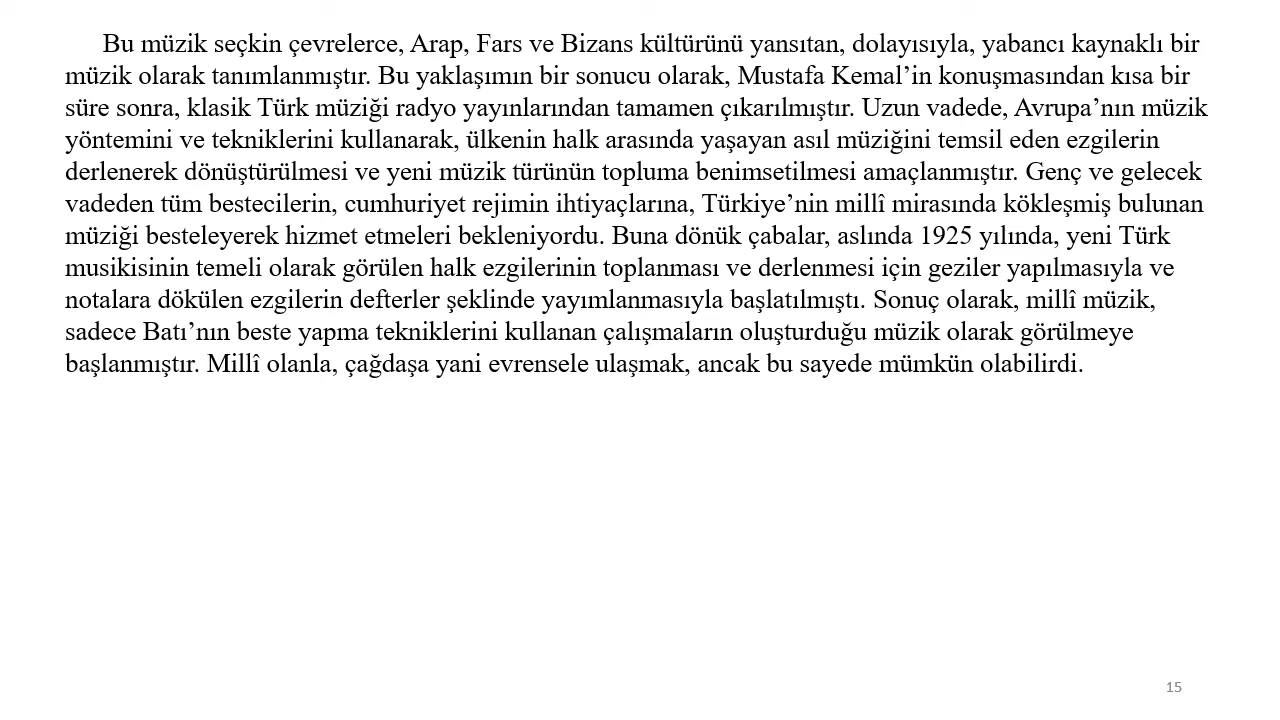 Bu müzik seçkin çevrelerce, Arap, Fars ve Bizans kültürünü yansıtan, dolayısıyla, yabancı kaynaklı bir
müzik olarak tanımlanmıştır. Bu yaklaşımın bir sonucu olarak, Mustafa Kemal’in konuşmasından kısa bir
süre sonra, klasik Türk müziği radyo yayınlarından tamamen çıkarılmıştır. Uzun vadede, Avrupa’nın müzik
yöntemini ve tekniklerini kullanarak, ülkenin halk arasında yaşayan asıl müziğini temsil eden ezgilerin
derlenerek dönüştürülmesi ve yeni müzik türünün topluma benimsetilmesi amaçlanmıştır. Genç ve gelecek
vadeden tüm bestecilerin, cumhuriyet rejimin ihtiyaçlarına, Türkiye’nin millî mirasında kökleşmiş bulunan
müziği besteleyerek hizmet etmeleri bekleniyordu. Buna dönük çabalar, aslında 1925 yılında, yeni Türk
musikisinin temeli olarak görülen halk ezgilerinin toplanması ve derlenmesi için geziler yapılmasıyla ve
notalara dökülen ezgilerin defterler şeklinde yayımlanmasıyla başlatılmıştı. Sonuç olarak, millî müzik,
sadece Batı’nın beste yapma tekniklerini kullanan çalışmaların oluşturduğu müzik olarak görülmeye
başlanmıştır. Millî olanla, çağdaşa yani evrensele ulaşmak, ancak bu sayede mümkün olabilirdi.
15